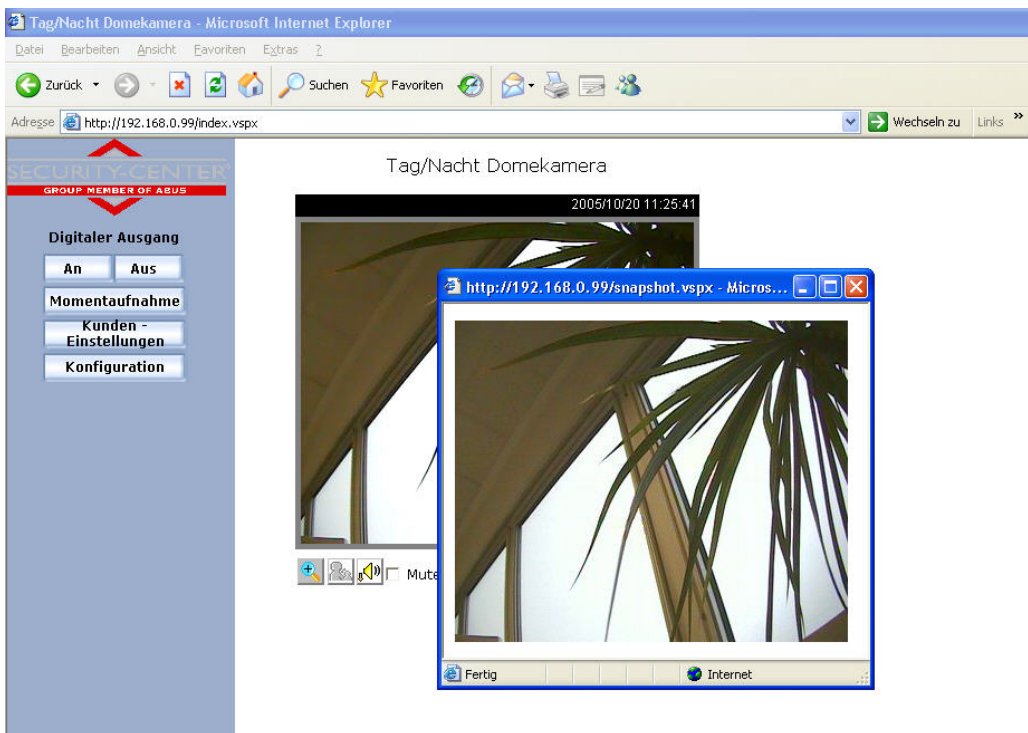 Tag/Nacht Domekamera - Microsoft Internet Explorer
Datei Bearbeiten Ansicht Favoriten Extras ?
Zurück Suchen Favoriten
Adresse http://192.168.0.99/index.vspx Wechseln zu Links »
SECURITY-CENTER
GROUP MEMBER OF ABUS
Digitaler Ausgang
An Aus
Momentaufnahme
Kunden -
Einstellungen
Konfiguration
Tag/Nacht Domekamera
2005/10/20 11:25:41
Mute
http://192.168.0.99/snapshot.vspx - Micros...
Fertig Internet